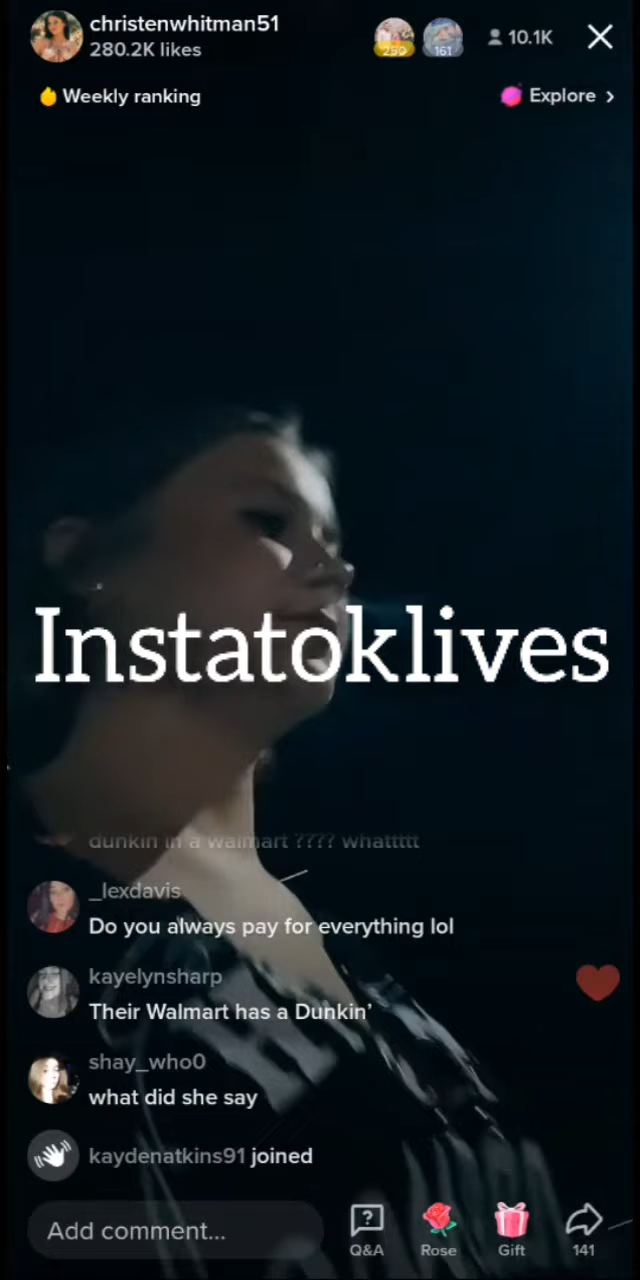 christenwhitman51
280.2K likes
259
161
10.1K
Weekly ranking
Explore >
Instatoklives
dunkin in a walmart ???? whattttt
_lexdavis
Do you always pay for everything lol
kayelynsharp
Their Walmart has a Dunkin’
shay_who0
what did she say
kaydenatkins91 joined
Add comment...
Q&A
Rose
Gift
141